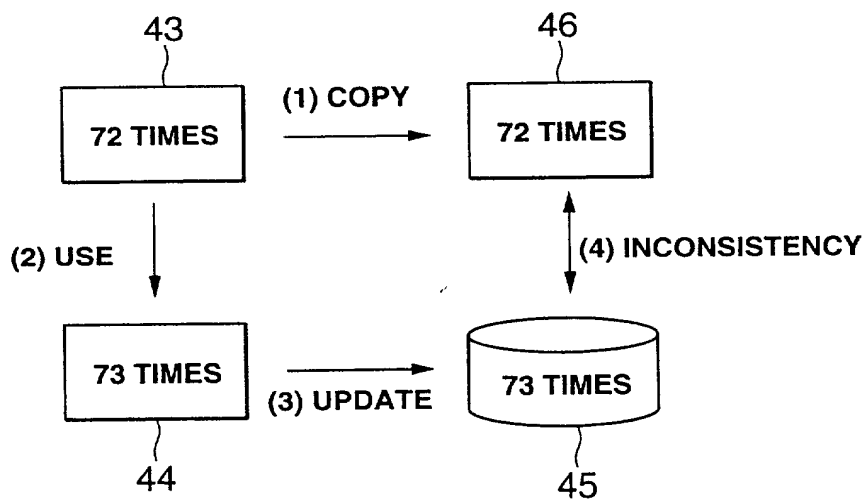 43
46
(1) COPY
72 TIMES
72 TIMES
(2) USE
(4) INCONSISTENCY
73 TIMES
(3) UPDATE
73 TIMES
44
45